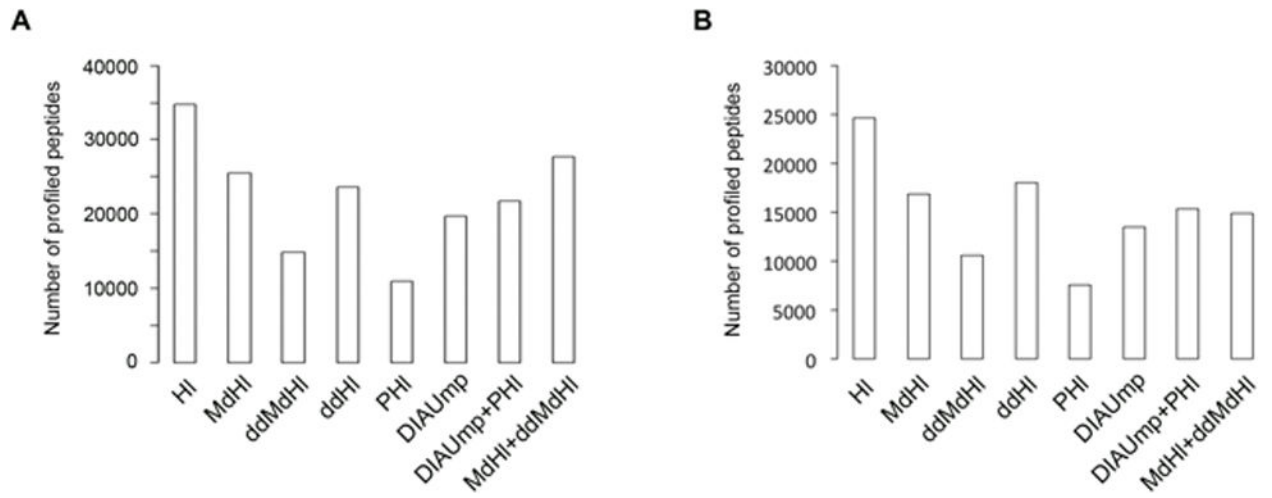 A
Number of profiled peptides
40000
30000
20000
10000
0
HI
MdHI
ddMdHI
ddHI
PHI
DIAUmp
DIAUmp+PHI
MdHI+ddMdHI
B
Number of profiled peptides
30000
25000
20000
15000
10000
5000
0
HI
MdHI
ddMdHI
ddHI
PHI
DIAUmp
DIAUmp+PHI
MdHI+ddMdHI